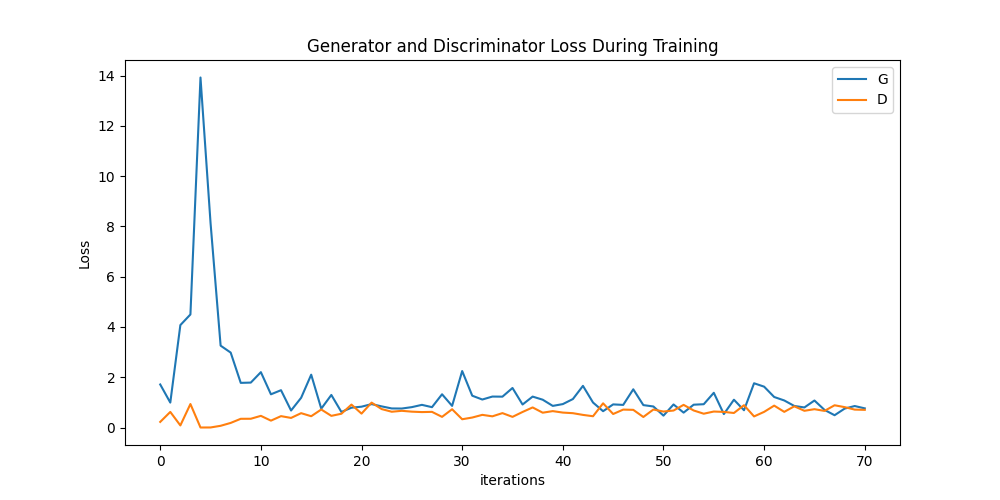 Generator and Discriminator Loss During Training
G
D
Loss
14
12
10
8
6
4
2
0
0 10 20 30 40 50 60 70
iterations